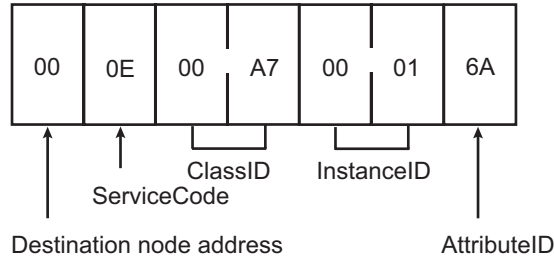 00 0E 00 A7 00 01 6A
ClassID InstanceID
ServiceCode
Destination node address AttributeID